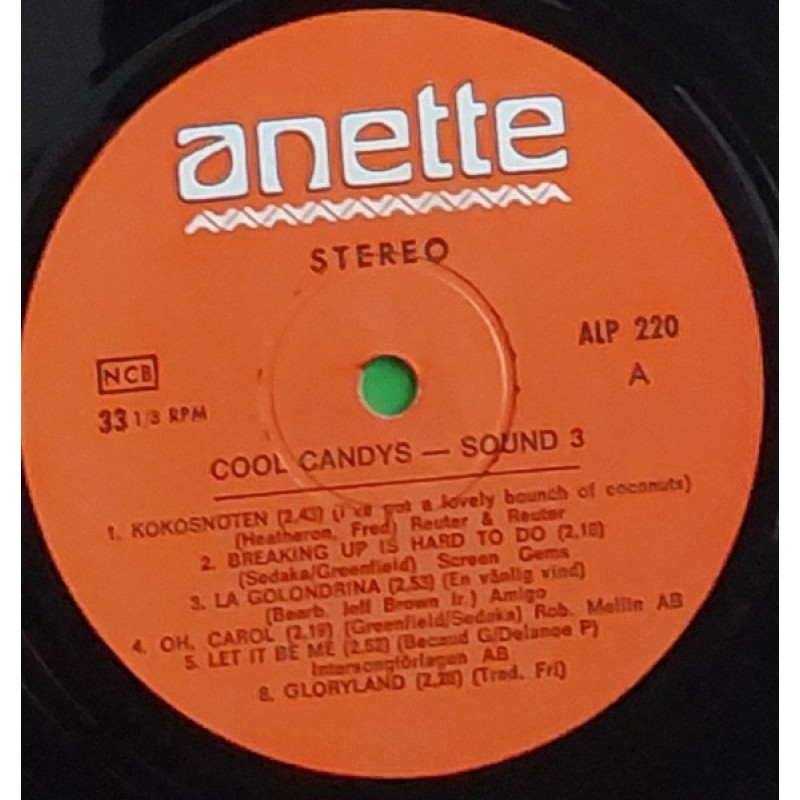 anette
STEREO
ALP 220
NCB
A
33 1/3 RPM
COOL CANDYS — SOUND 3
1. KOKOSNÖTEN (2.43) (I've got a lovely bounch of coconuts)
(Heatheron, Fred) Reuter & Reuter
2. BREAKING UP IS HARD TO DO (2.18)
(Sedaka/Greenfield) Screen Gems
3. LA GOLONDRINA (2.53) (En vänlig vind)
(Bearb. Jeff Brown Jr.) Amigo
4. OH, CAROL (2.19) (Greenfield/Sedaka) Rob. Mellin AB
5. LET IT BE ME (2.52) (Becaud G/Delanoe P)
Intersongförlagen AB
6. GLORYLAND (Trad. Fri)